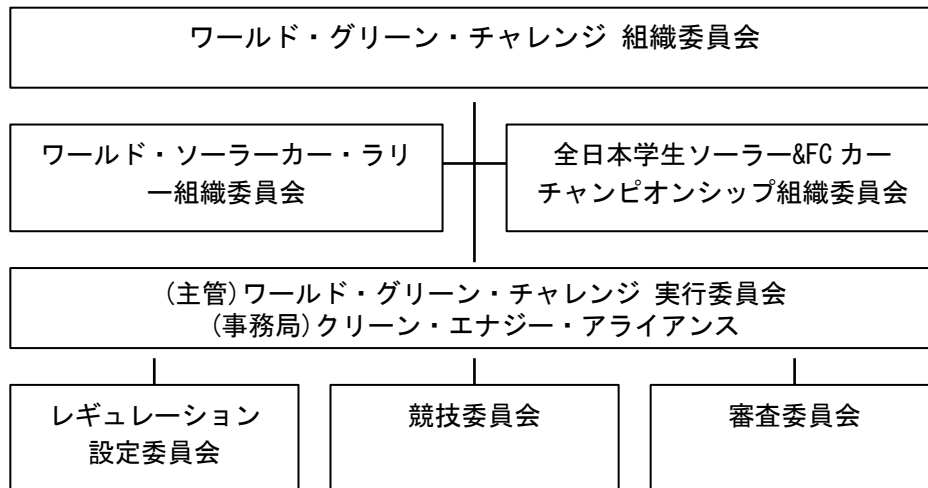 ワールド・グリーン・チャレンジ 組織委員会
ワールド・ソーラーカー・ラリ
ー組織委員会
全日本学生ソーラー&FCカー
チャンピオンシップ組織委員会
(主管)ワールド・グリーン・チャレンジ 実行委員会
(事務局)クリーン・エナジー・アライアンス
レギュレーション
設定委員会
競技委員会
審査委員会